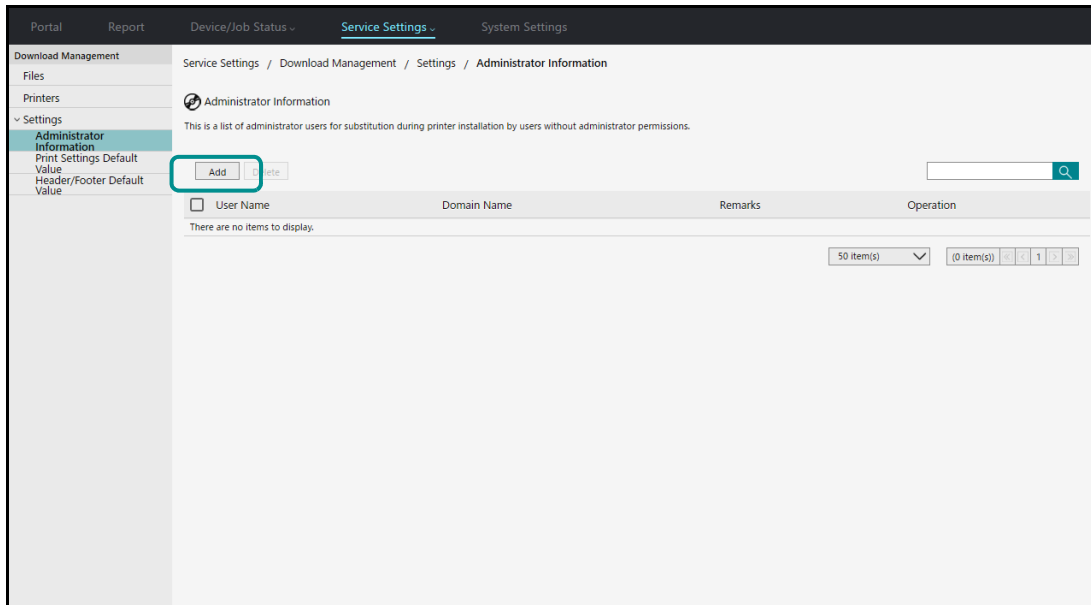 Portal Report Device/Job Status Service Settings System Settings
Download Management
Files
Printers
Settings
Administrator
Information
Print Settings Default
Value
Header/Footer Default
Value
Service Settings / Download Management / Settings / Administrator Information
Administrator Information
This is a list of administrator users for substitution during printer installation by users without administrator permissions.
Add Delete
User Name Domain Name Remarks Operation
There are no items to display.
50 item(s) (0 item(s)) « < 1 > »